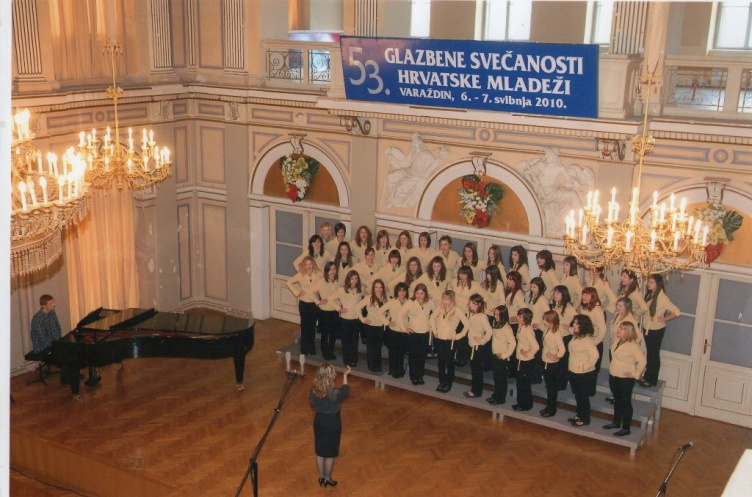 53. GLAZBENE SVEČANOSTI
HRVATSKE MLADEŽI
VARAŽDIN, 6. - 7. svibnja 2010.